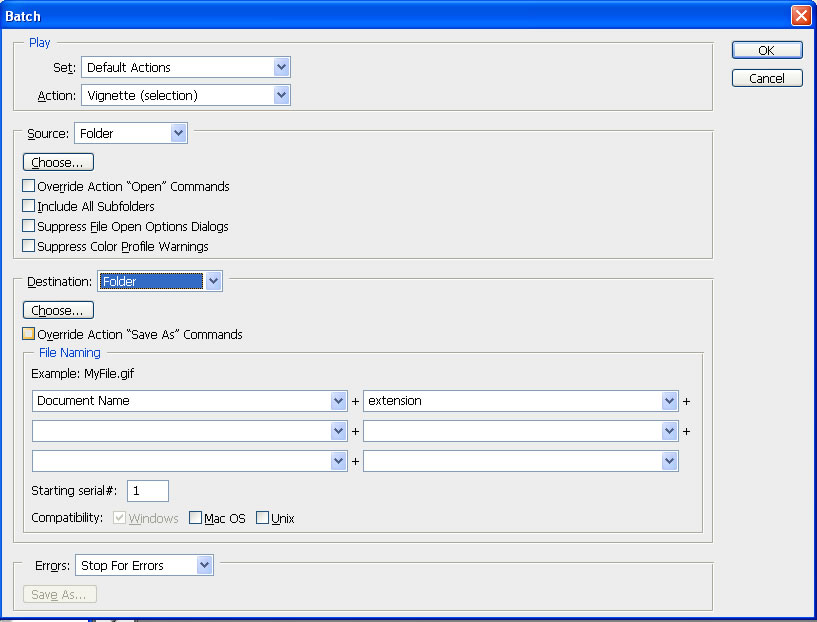 Batch
Play
Set: Default Actions
Action: Vignette (selection)
OK
Cancel
Source: Folder
Choose...
Override Action "Open" Commands
Include All Subfolders
Suppress File Open Options Dialogs
Suppress Color Profile Warnings
Destination: Folder
Choose...
Override Action "Save As" Commands
File Naming
Example: MyFile.gif
Document Name + extension +
+ +
+
Starting serial#: 1
Compatibility: Windows Mac OS Unix
Errors: Stop For Errors
Save As...